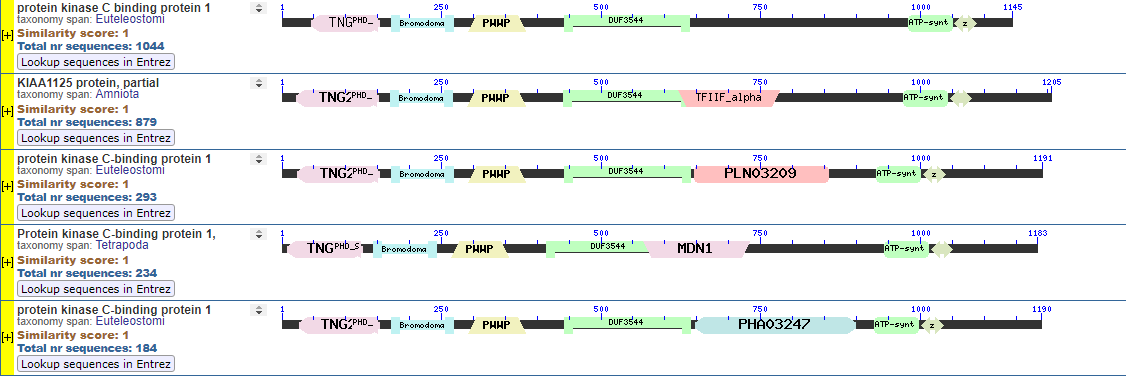 protein kinase C binding protein 1
taxonomy span: Euteleostomi
Similarity score: 1
[+]
Total nr sequences: 1044
Lookup sequences in Entrez
1 250 500 750 1000 1145
TNG PHD_ Bromodoma PWWP DUF3544 ATP-synt z
KIAA1125 protein, partial
taxonomy span: Amniota
Similarity score: 1
[+]
Total nr sequences: 879
Lookup sequences in Entrez
1 250 500 750 1000 1205
TNG2 PHD_ Bromodoma PWWP DUF3544 TFIIF_alpha ATP-synt
protein kinase C-binding protein 1
taxonomy span: Euteleostomi
Similarity score: 1
[+]
Total nr sequences: 293
Lookup sequences in Entrez
1 250 500 750 1000 1191
TNG2 PHD_ Bromodoma PWWP DUF3544 PLN03209 ATP-synt z
Protein kinase C-binding protein 1,
taxonomy span: Tetrapoda
Similarity score: 1
[+]
Total nr sequences: 234
Lookup sequences in Entrez
1 250 500 750 1000 1183
TNG PHD_S Bromodoma PWWP DUF3544 MDN1 ATP-synt
protein kinase C-binding protein 1
taxonomy span: Euteleostomi
Similarity score: 1
[+]
Total nr sequences: 184
Lookup sequences in Entrez
1 250 500 750 1000 1190
TNG2 PHD_ Bromodoma PWWP DUF3544 PHA03247 ATP-synt z